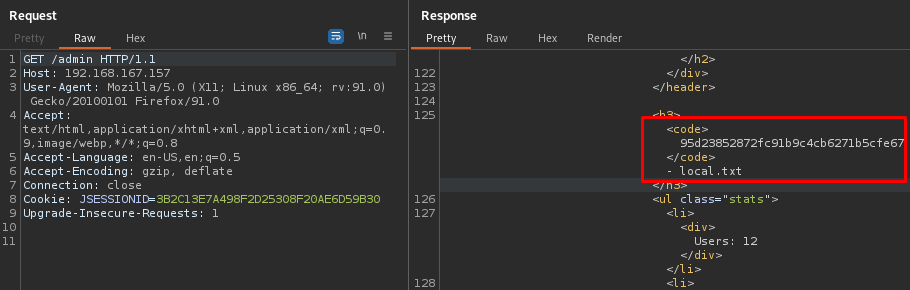 Request
Pretty Raw Hex
\n
1 GET /admin HTTP/1.1
2 Host: 192.168.167.157
3 User-Agent: Mozilla/5.0 (X11; Linux x86_64; rv:91.0)
Gecko/20100101 Firefox/91.0
4 Accept:
text/html,application/xhtml+xml,application/xml;q=0.
9,image/webp,*/*;q=0.8
5 Accept-Language: en-US,en;q=0.5
6 Accept-Encoding: gzip, deflate
7 Connection: close
8 Cookie: JSESSIONID=3B2C13E7A498F2D25308F20AE6D59B30
9 Upgrade-Insecure-Requests: 1
10
11
Response
Pretty Raw Hex Render
</h2>
122 </div>
123 </header>
124
125 <h3>
<code>
95d23852872fc91b9c4cb6271b5cfe67
</code>
- local.txt
</h3>
126 <ul class="stats">
127 <li>
<div>
Users: 12
</div>
</li>
128 <li>